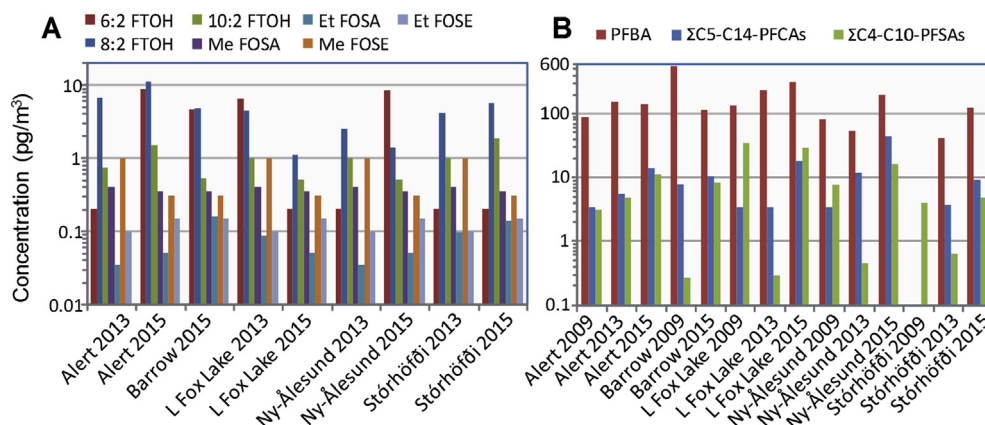 A
6:2 FTOH
10:2 FTOH
Et FOSA
Et FOSE
8:2 FTOH
Me FOSA
Me FOSE
Concentration (pg/m³)
10
1
0.1
0.01
Alert 2013
Alert 2015
Barrow 2015
L Fox Lake 2013
L Fox Lake 2015
Ny-Ålesund 2013
Ny-Ålesund 2015
Stórhöfði 2013
Stórhöfði 2015
B
PFBA
ΣC5-C14-PFCAs
ΣC4-C10-PFSAs
600
100
10
1
0.1
Alert 2009
Alert 2013
Alert 2015
Barrow 2009
Barrow 2015
L Fox Lake 2009
L Fox Lake 2013
L Fox Lake 2015
Ny-Ålesund 2009
Ny-Ålesund 2013
Ny-Ålesund 2015
Stórhöfði 2009
Stórhöfði 2013
Stórhöfði 2015